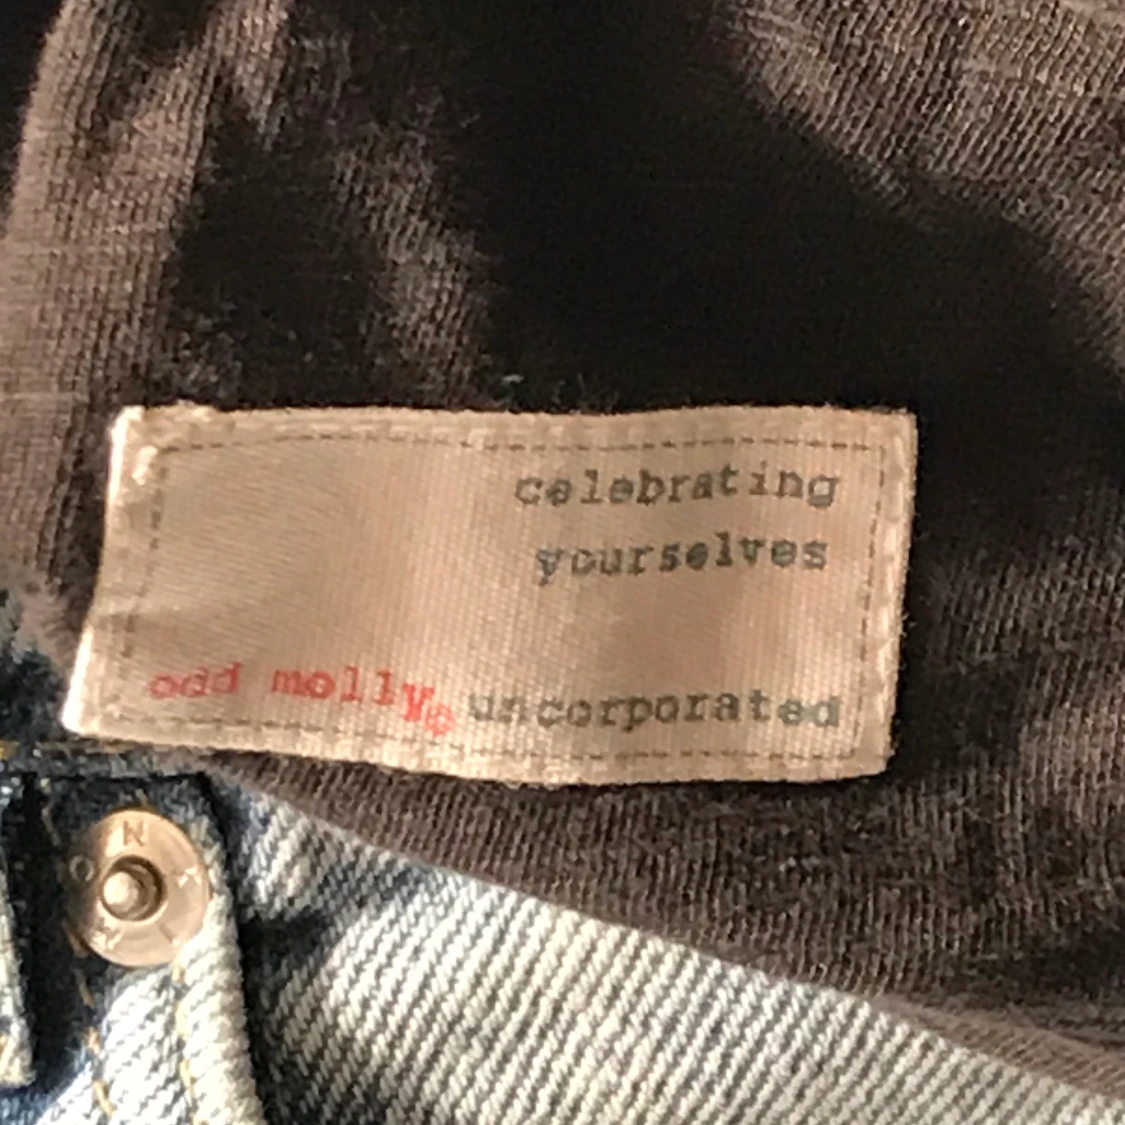 celebrating
yourselves
odd molly® uncorporated